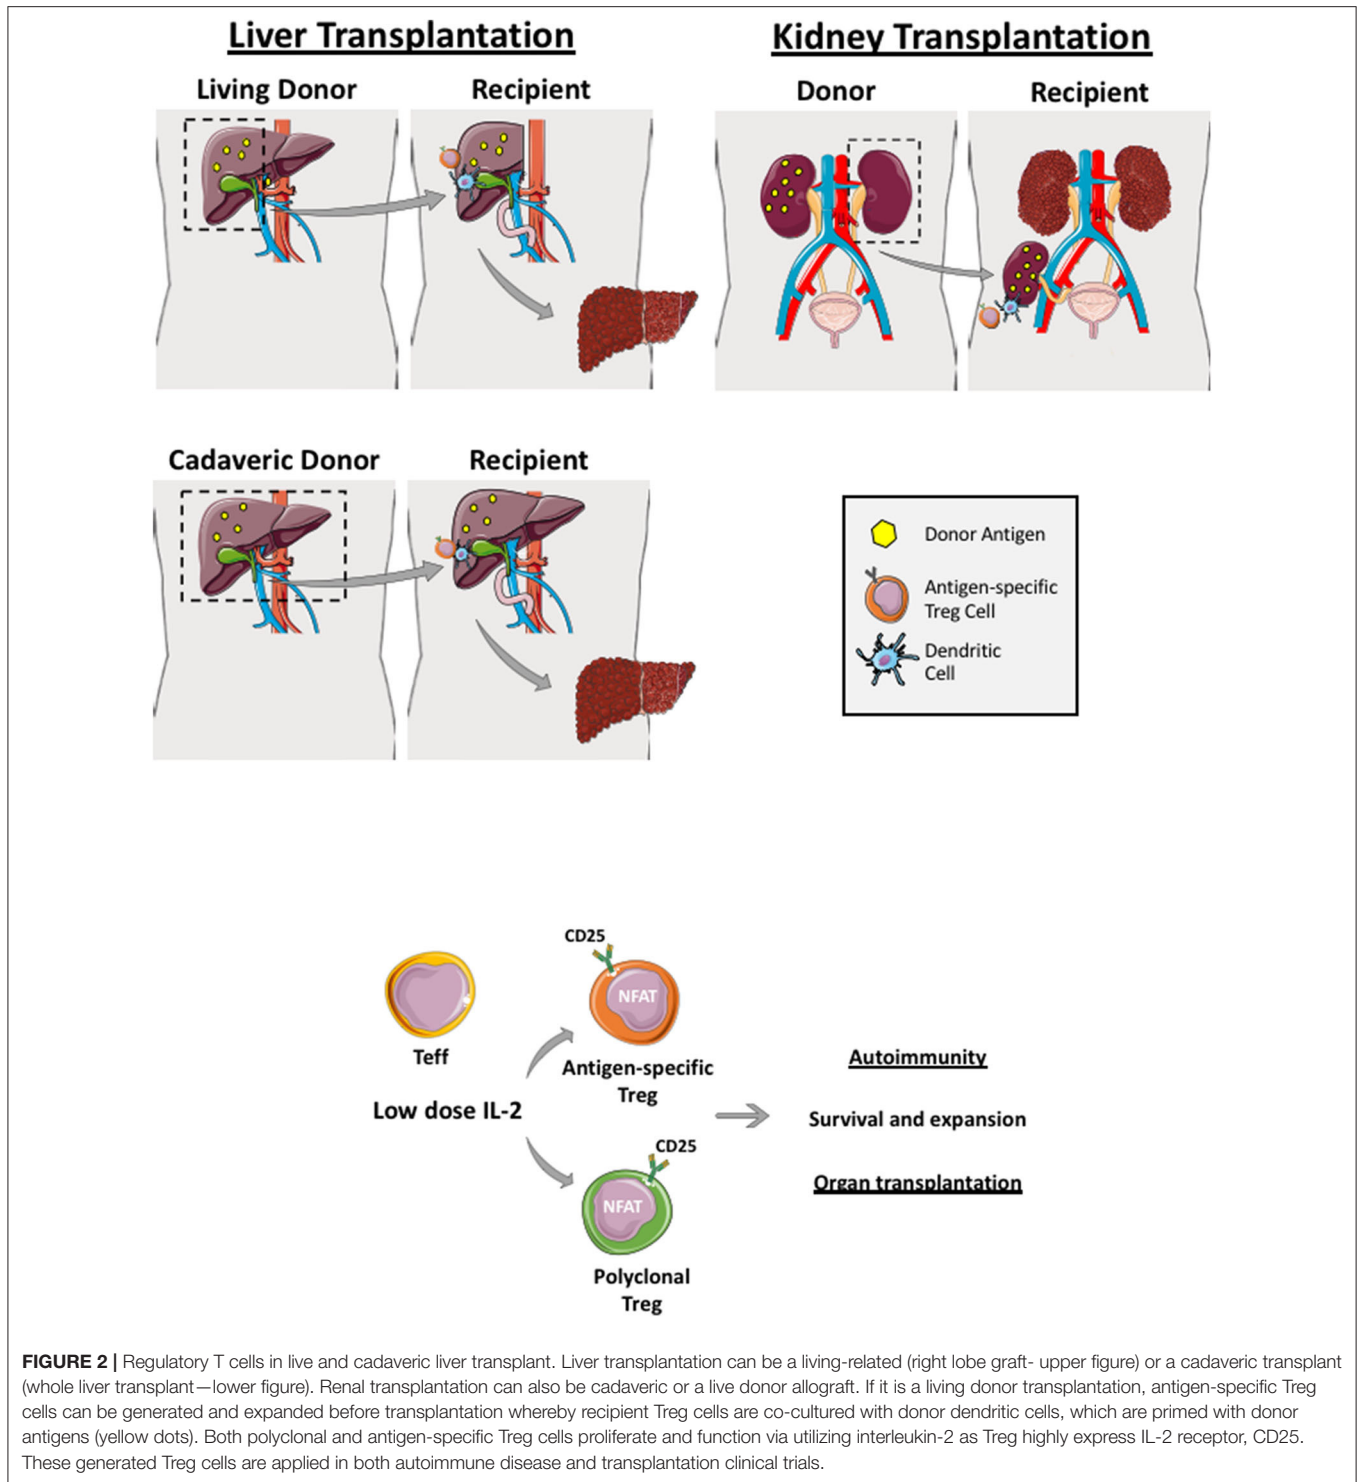 Liver Transplantation
Kidney Transplantation
Living Donor
Recipient
Donor
Recipient
Cadaveric Donor
Recipient
Donor Antigen
Antigen-specific
Treg Cell
Dendritic
Cell
CD25
NFAT
Teff
Antigen-specific
Treg
Low dose IL-2
CD25
NFAT
Polyclonal
Treg
Autoimmunity
Survival and expansion
Organ transplantation
FIGURE 2 | Regulatory T cells in live and cadaveric liver transplant. Liver transplantation can be a living-related (right lobe graft- upper figure) or a cadaveric transplant
(whole liver transplant—lower figure). Renal transplantation can also be cadaveric or a live donor allograft. If it is a living donor transplantation, antigen-specific Treg
cells can be generated and expanded before transplantation whereby recipient Treg cells are co-cultured with donor dendritic cells, which are primed with donor
antigens (yellow dots). Both polyclonal and antigen-specific Treg cells proliferate and function via utilizing interleukin-2 as Treg highly express IL-2 receptor, CD25.
These generated Treg cells are applied in both autoimmune disease and transplantation clinical trials.